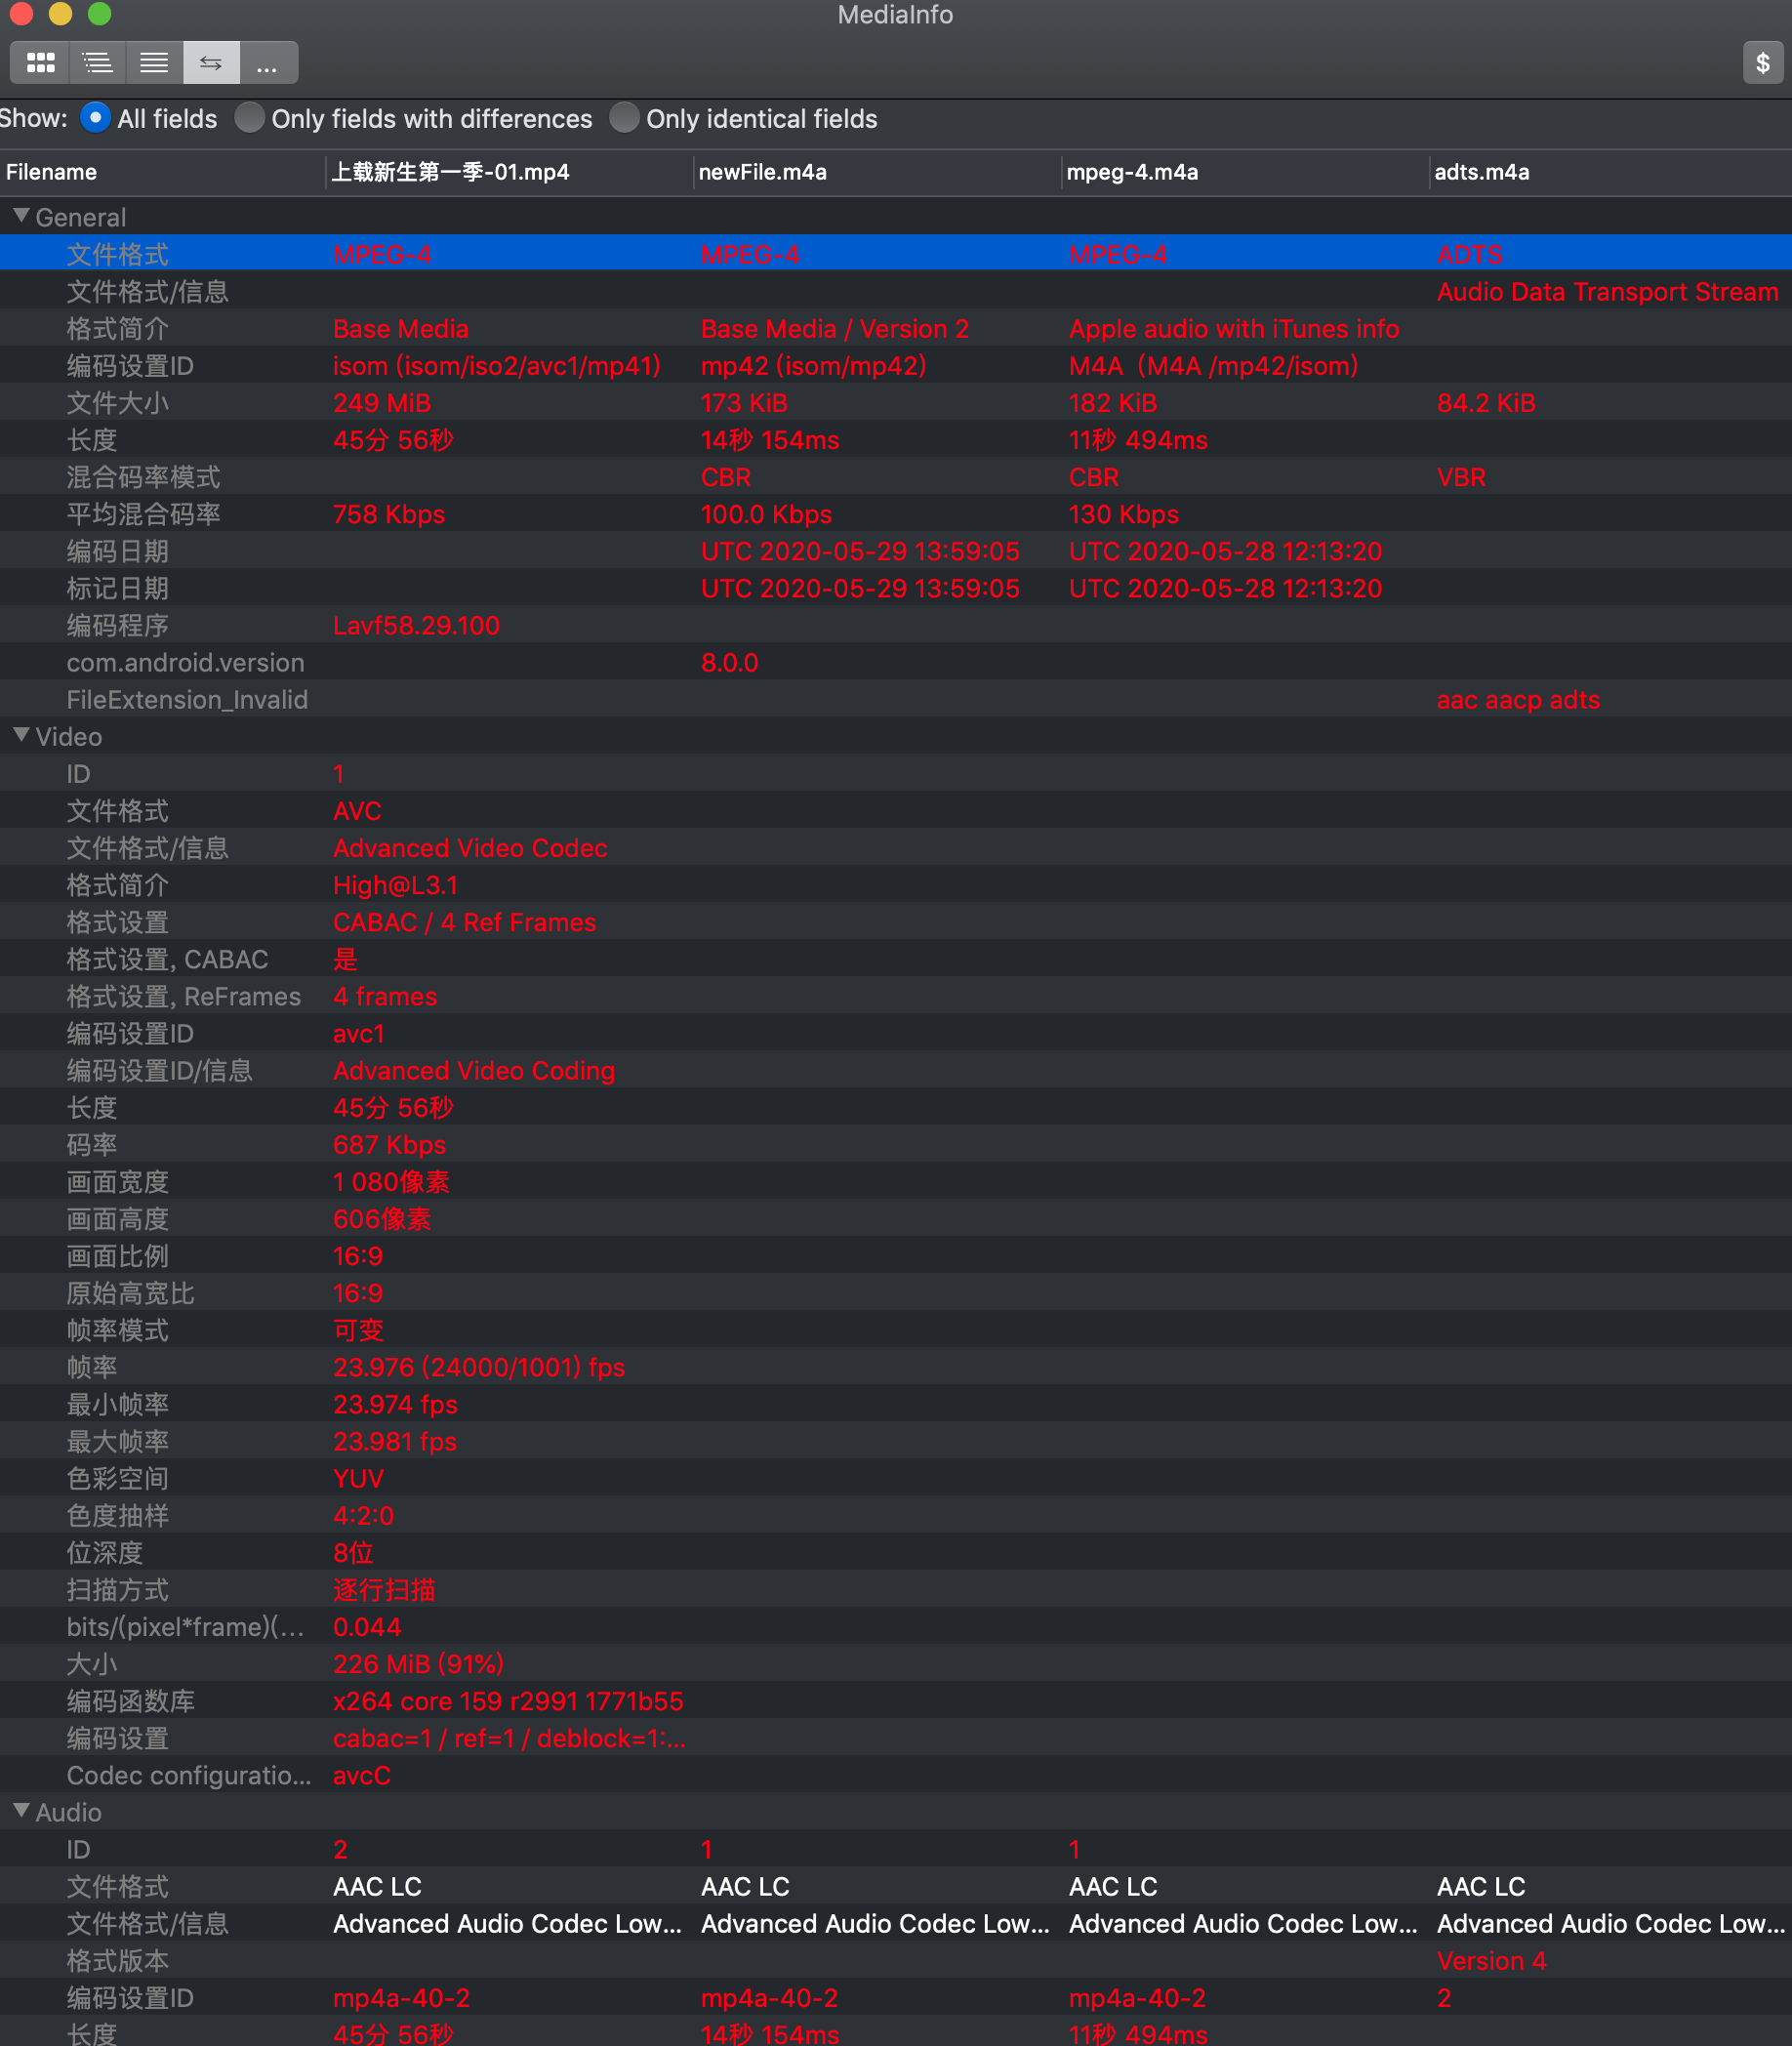 MediaInfo
...
$
Show: All fields Only fields with differences Only identical fields
Filename 上载新生第一季-01.mp4 newFile.m4a mpeg-4.m4a adts.m4a
General
文件格式 MPEG-4 MPEG-4 MPEG-4 ADTS
文件格式/信息 Audio Data Transport Stream
格式简介 Base Media Base Media / Version 2 Apple audio with iTunes info
编码设置ID isom (isom/iso2/avc1/mp41) mp42 (isom/mp42) M4A (M4A /mp42/isom)
文件大小 249 MiB 173 KiB 182 KiB 84.2 KiB
长度 45分 56秒 14秒 154ms 11秒 494ms
混合码率模式 CBR CBR VBR
平均混合码率 758 Kbps 100.0 Kbps 130 Kbps
编码日期 UTC 2020-05-29 13:59:05 UTC 2020-05-28 12:13:20
标记日期 UTC 2020-05-29 13:59:05 UTC 2020-05-28 12:13:20
编码程序 Lavf58.29.100
com.android.version 8.0.0
FileExtension_Invalid aac aacp adts
Video
ID 1
文件格式 AVC
文件格式/信息 Advanced Video Codec
格式简介 High@L3.1
格式设置 CABAC / 4 Ref Frames
格式设置, CABAC 是
格式设置, ReFrames 4 frames
编码设置ID avc1
编码设置ID/信息 Advanced Video Coding
长度 45分 56秒
码率 687 Kbps
画面宽度 1 080像素
画面高度 606像素
画面比例 16:9
原始高宽比 16:9
帧率模式 可变
帧率 23.976 (24000/1001) fps
最小帧率 23.974 fps
最大帧率 23.981 fps
色彩空间 YUV
色度抽样 4:2:0
位深度 8位
扫描方式 逐行扫描
bits/(pixel*frame)(... 0.044
大小 226 MiB (91%)
编码函数库 x264 core 159 r2991 1771b55
编码设置 cabac=1 / ref=1 / deblock=1:...
Codec configuratio... avcC
Audio
ID 2 1 1
文件格式 AAC LC AAC LC AAC LC AAC LC
文件格式/信息 Advanced Audio Codec Low... Advanced Audio Codec Low... Advanced Audio Codec Low... Advanced Audio Codec Low...
格式版本 Version 4
编码设置ID mp4a-40-2 mp4a-40-2 mp4a-40-2 2
长度 45分 56秒 14秒 154ms 11秒 494ms